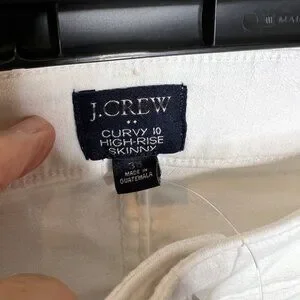 J.CREW
CURVY 10
HIGH-RISE
SKINNY
MADE IN
GUATEMALA